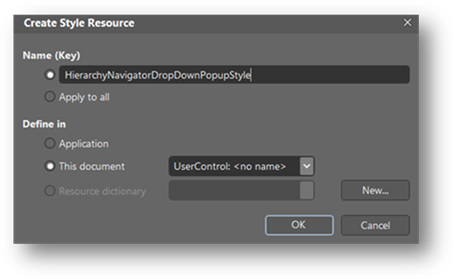 Create Style Resource
Name (Key)
HierarchyNavigatorDropDownPopupStyle
Apply to all
Define in
Application
This document UserControl: <no name>
Resource dictionary New...
OK Cancel